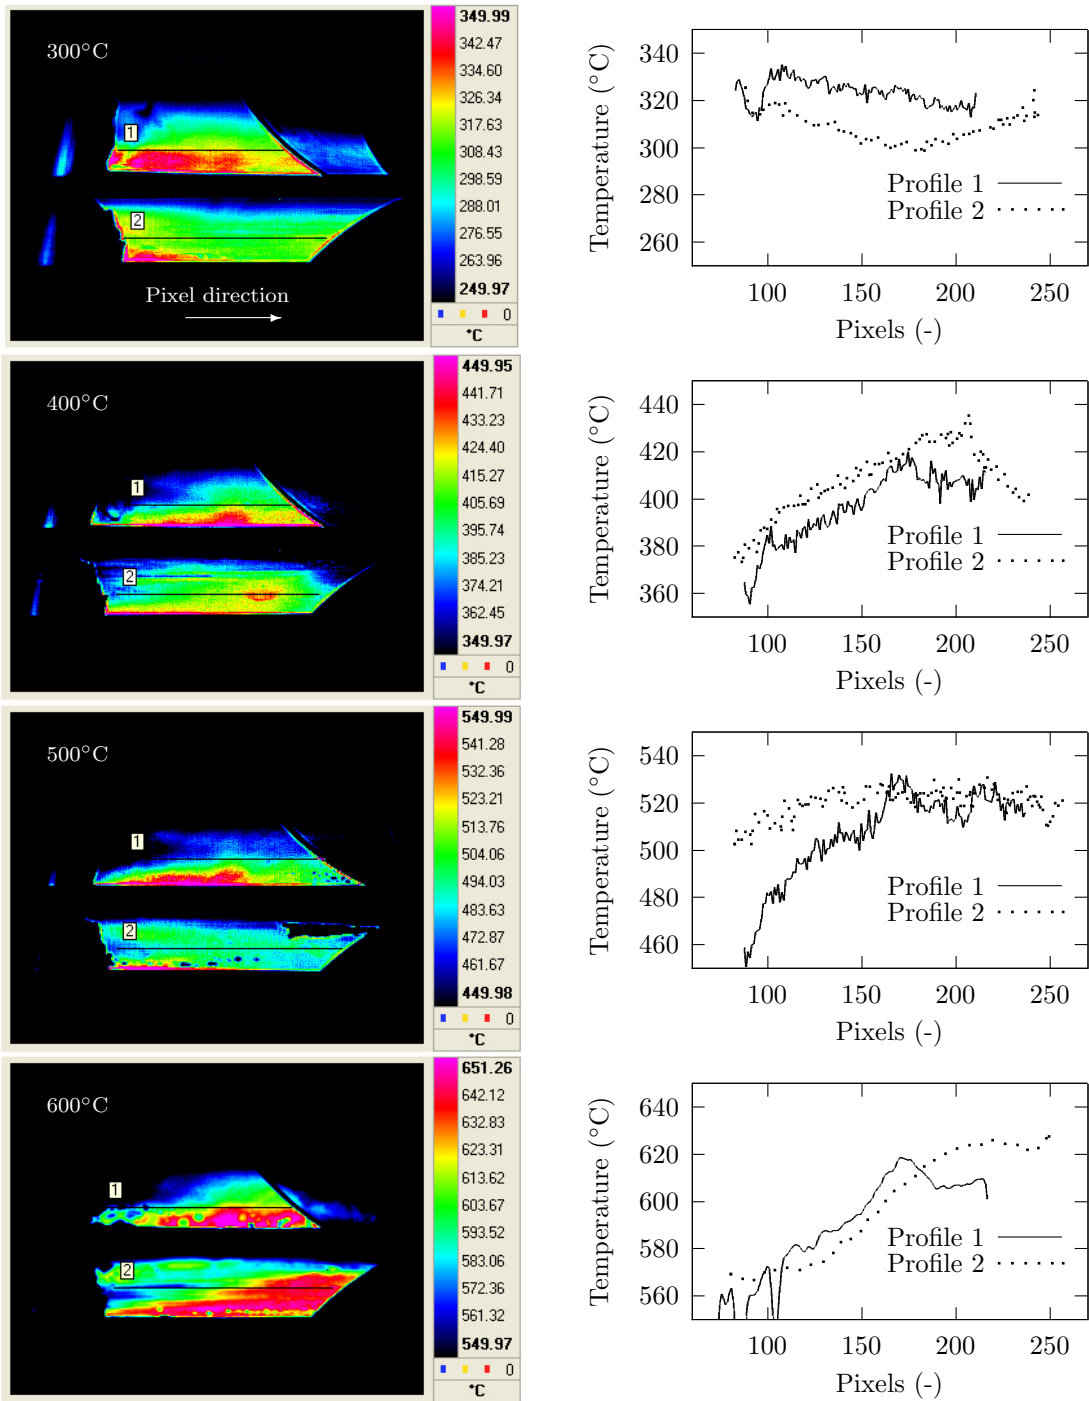 300°C
1
2
Pixel direction
349.99
342.47
334.60
326.34
317.63
308.43
298.59
288.01
276.55
263.96
249.97
0
°C
Temperature (°C)
340
320
300
280
260
Profile 1
Profile 2
100 150 200 250
Pixels (-)
400°C
1
2
449.95
441.71
433.23
424.40
415.27
405.69
395.74
385.23
374.21
362.45
349.97
0
°C
Temperature (°C)
440
420
400
380
360
Profile 1
Profile 2
100 150 200 250
Pixels (-)
500°C
1
2
549.99
541.28
532.36
523.21
513.76
504.06
494.03
483.63
472.87
461.67
449.98
0
°C
Temperature (°C)
540
520
500
480
460
Profile 1
Profile 2
100 150 200 250
Pixels (-)
600°C
1
2
651.26
642.12
632.83
623.31
613.62
603.67
593.52
583.06
572.36
561.32
549.97
0
°C
Temperature (°C)
640
620
600
580
560
Profile 1
Profile 2
100 150 200 250
Pixels (-)